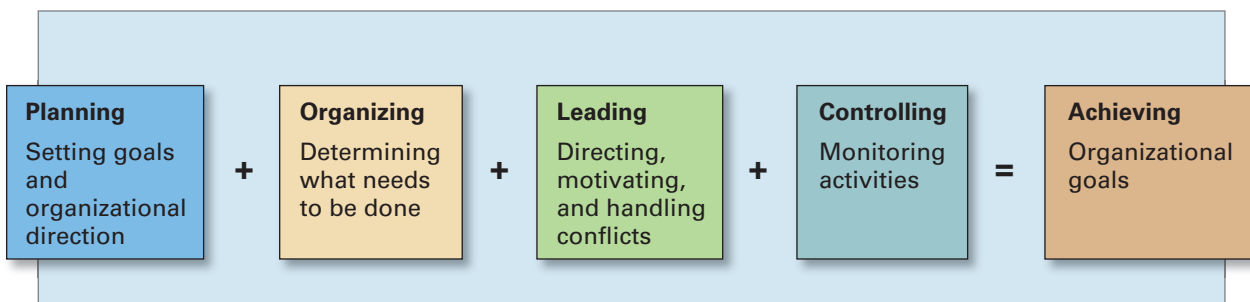 Planning
Setting goals
and
organizational
direction
+
Organizing
Determining
what needs
to be done
+
Leading
Directing,
motivating,
and handling
conflicts
+
Controlling
Monitoring
activities
=
Achieving
Organizational
goals